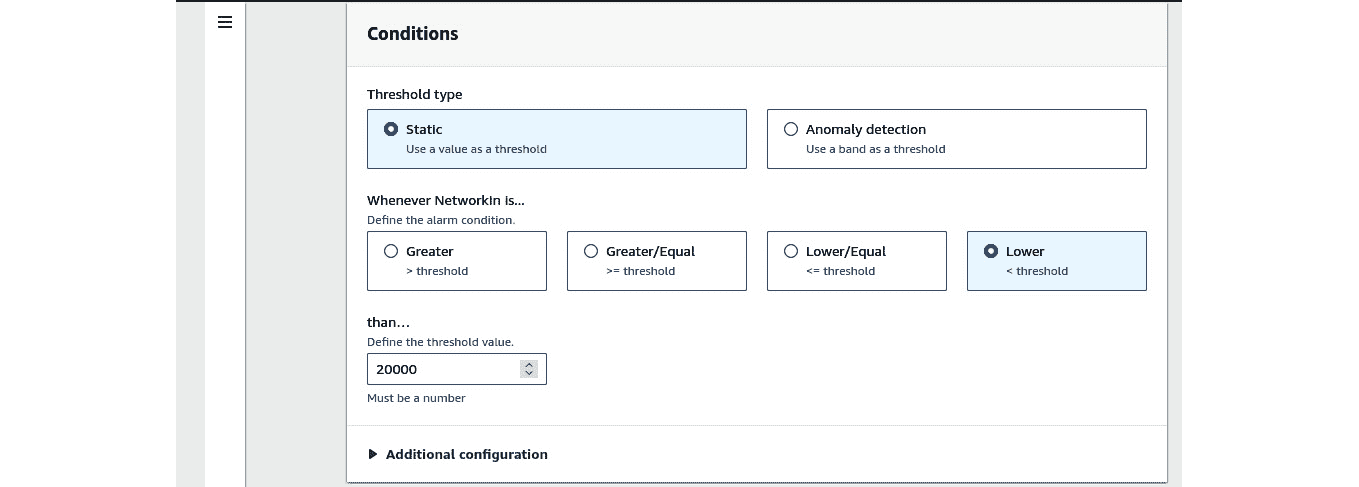 Conditions
Threshold type
Static
Use a value as a threshold
Anomaly detection
Use a band as a threshold
Whenever NetworkIn is...
Define the alarm condition.
Greater
> threshold
Greater/Equal
>= threshold
Lower/Equal
<= threshold
Lower
< threshold
than...
Define the threshold value.
20000
Must be a number
Additional configuration